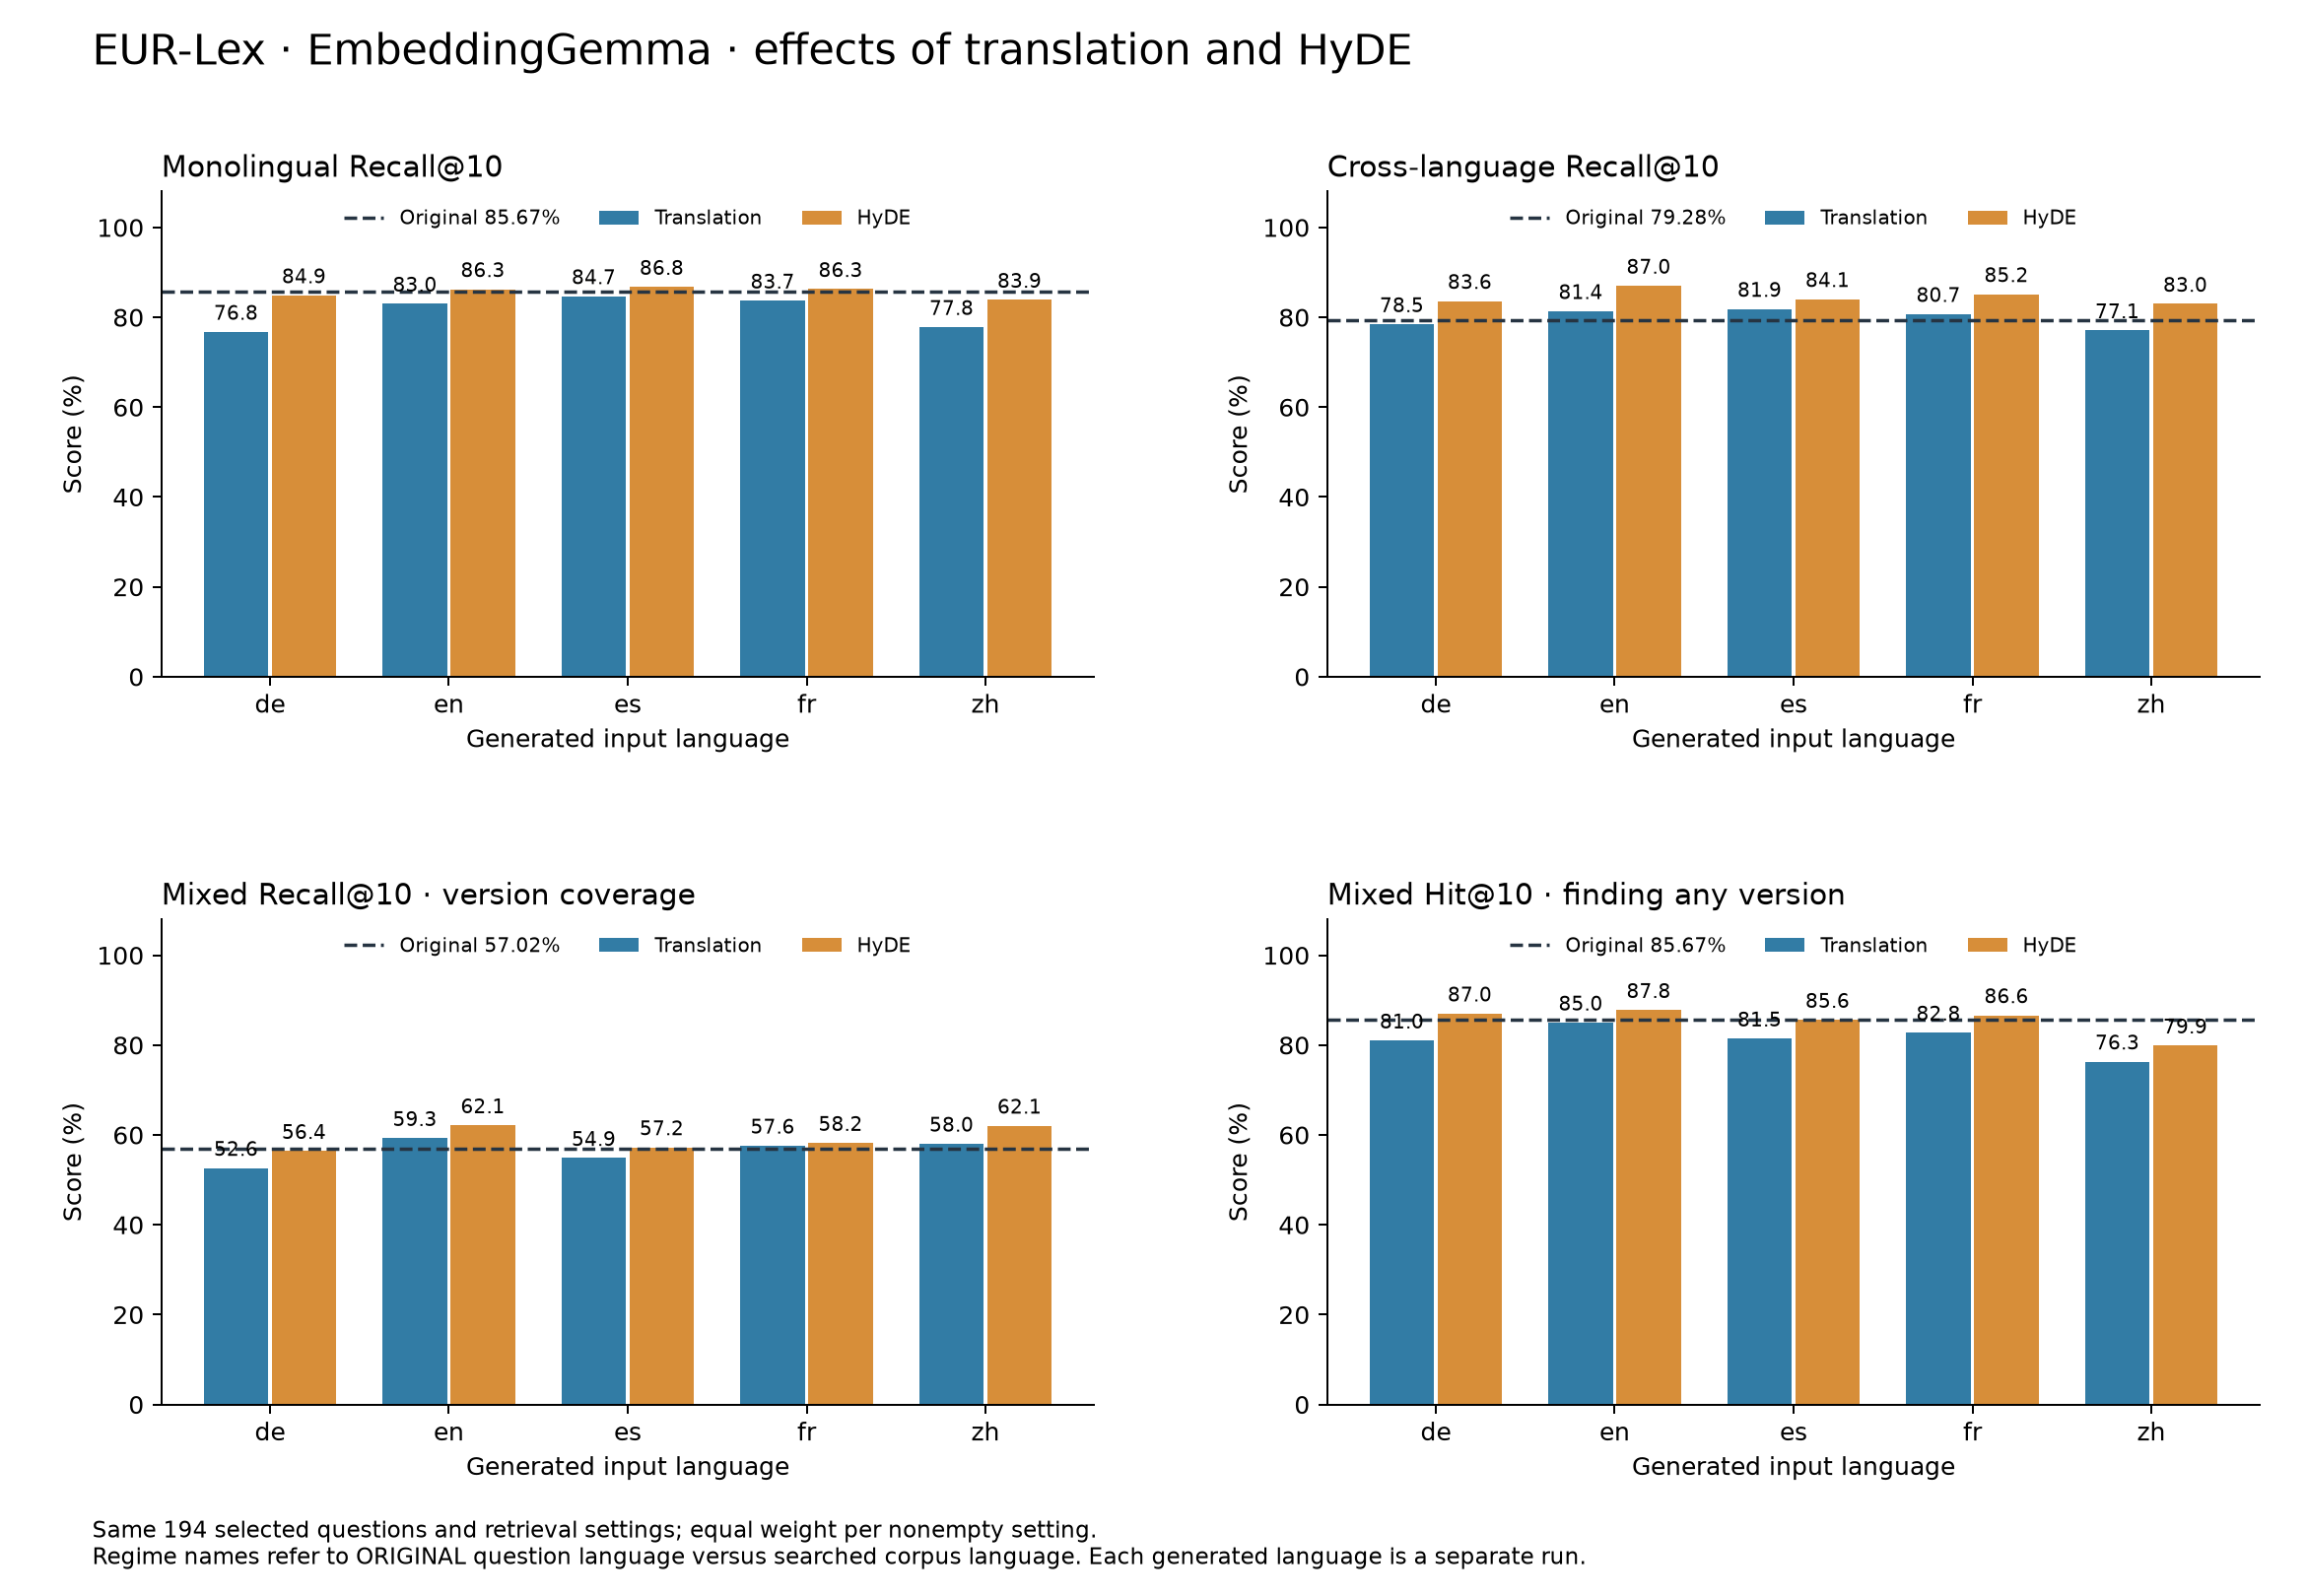 EUR-Lex · EmbeddingGemma · effects of translation and HyDE
Monolingual Recall@10
Original 85.67% Translation HyDE
Score (%)
100
80
60
40
20
0
76.8 84.9 83.0 86.3 84.7 86.8 83.7 86.3 77.8 83.9
de en es fr zh
Generated input language
Cross-language Recall@10
Original 79.28% Translation HyDE
Score (%)
100
80
60
40
20
0
78.5 83.6 81.4 87.0 81.9 84.1 80.7 85.2 77.1 83.0
de en es fr zh
Generated input language
Mixed Recall@10 · version coverage
Original 57.02% Translation HyDE
Score (%)
100
80
60
40
20
0
52.6 56.4 59.3 62.1 54.9 57.2 57.6 58.2 58.0 62.1
de en es fr zh
Generated input language
Mixed Hit@10 · finding any version
Original 85.67% Translation HyDE
Score (%)
100
80
60
40
20
0
81.0 87.0 85.0 87.8 81.5 85.6 82.8 86.6 76.3 79.9
de en es fr zh
Generated input language
Same 194 selected questions and retrieval settings; equal weight per nonempty setting.
Regime names refer to ORIGINAL question language versus searched corpus language. Each generated language is a separate run.